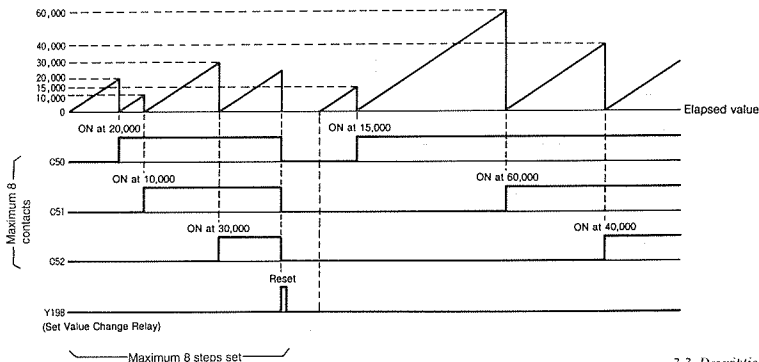 60,000
40,000
30,000
20,000
15,000
10,000
0
Elapsed value
ON at 20,000
ON at 15,000
C50
ON at 10,000
ON at 60,000
C51
ON at 30,000
ON at 40,000
C52
Maximum 8
contacts
Reset
Y198
(Set Value Change Relay)
Maximum 8 steps set